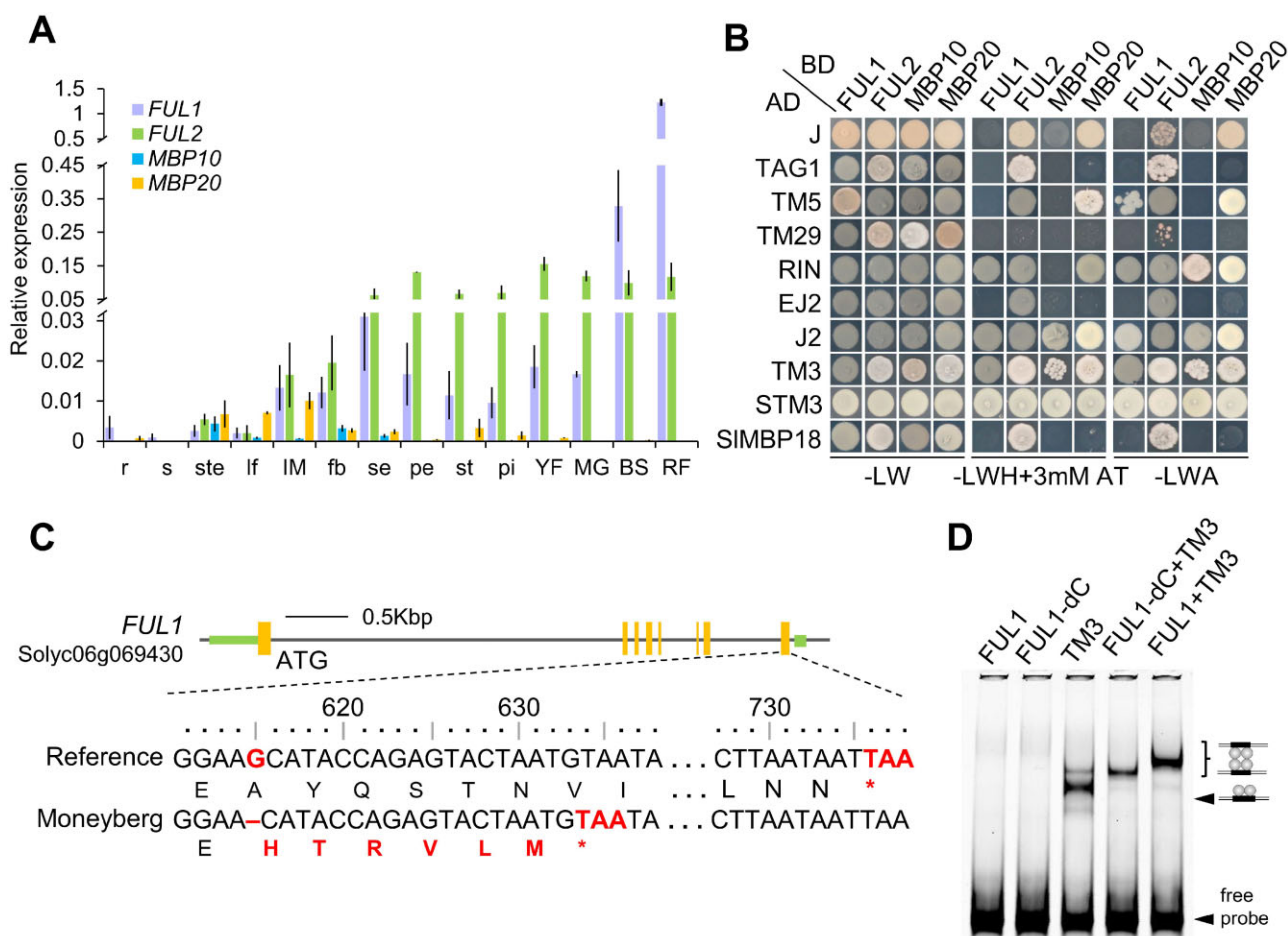 A
Relative expression
1.5
1
0.5
0.45
0.35
0.25
0.15
0.05
0.03
0.02
0.01
0
FUL1
FUL2
MBP10
MBP20
r s ste lf IM fb se pe st pi YF MG BS RF
B
BD
AD
FUL1 FUL2 MBP10 MBP20 FUL1 FUL2 MBP10 MBP20 FUL1 FUL2 MBP10 MBP20
J
TAG1
TM5
TM29
RIN
EJ2
J2
TM3
STM3
SlMBP18
-LW -LWH+3mM AT -LWA
C
FUL1
Solyc06g069430
0.5Kbp
ATG
620 630 730
Reference GGAAGCATACCAGAGTACTAATGTAATA ... CTTAATAATTAA
E A Y Q S T N V I ... L N N *
Moneyberg GGAA–CATACCAGAGTACTAATGTAATA ... CTTAATAATTAA
E H T R V L M *
D
FUL1 FUL1-dC TM3 FUL1-dC+TM3 FUL1+TM3
free
probe